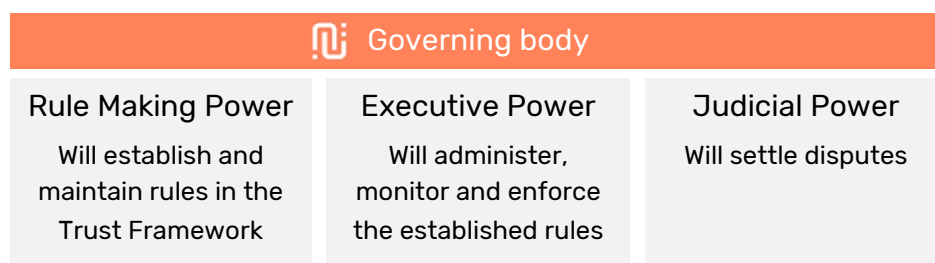 Governing body
Rule Making Power
Will establish and
maintain rules in the
Trust Framework
Executive Power
Will administer,
monitor and enforce
the established rules
Judicial Power
Will settle disputes